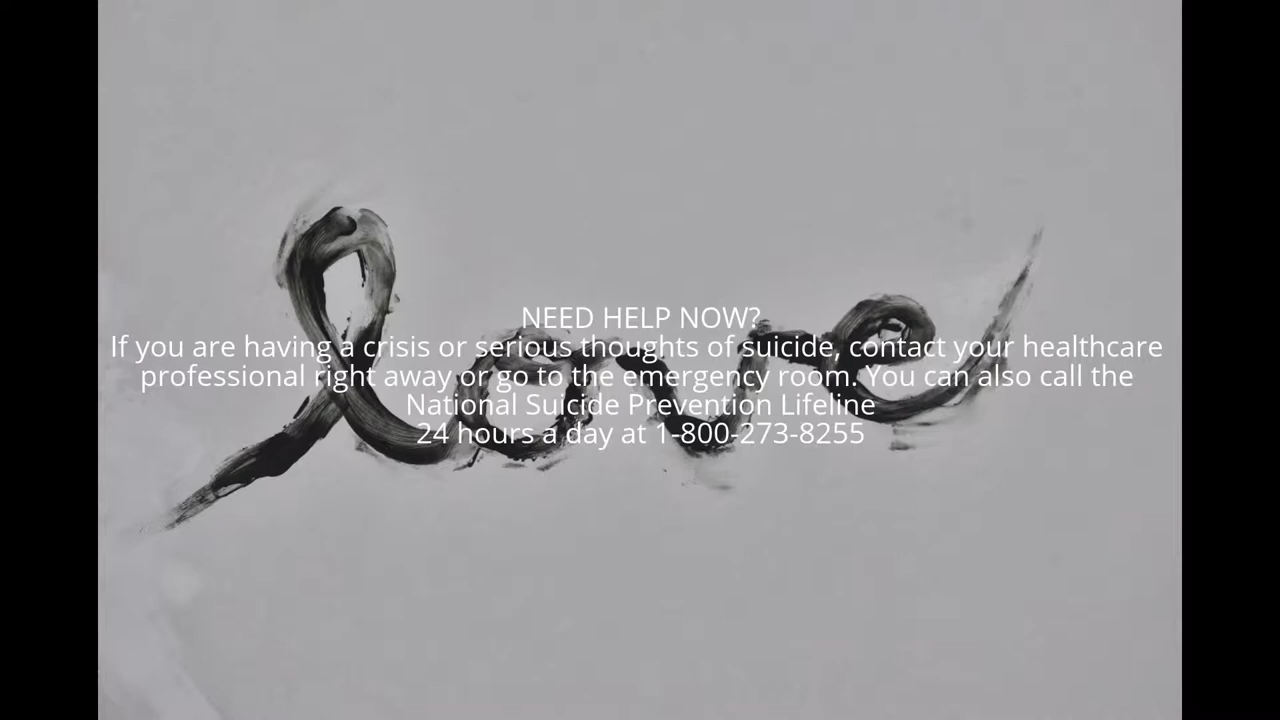 love
NEED HELP NOW?
If you are having a crisis or serious thoughts of suicide, contact your healthcare
professional right away or go to the emergency room. You can also call the
National Suicide Prevention Lifeline
24 hours a day at 1-800-273-8255